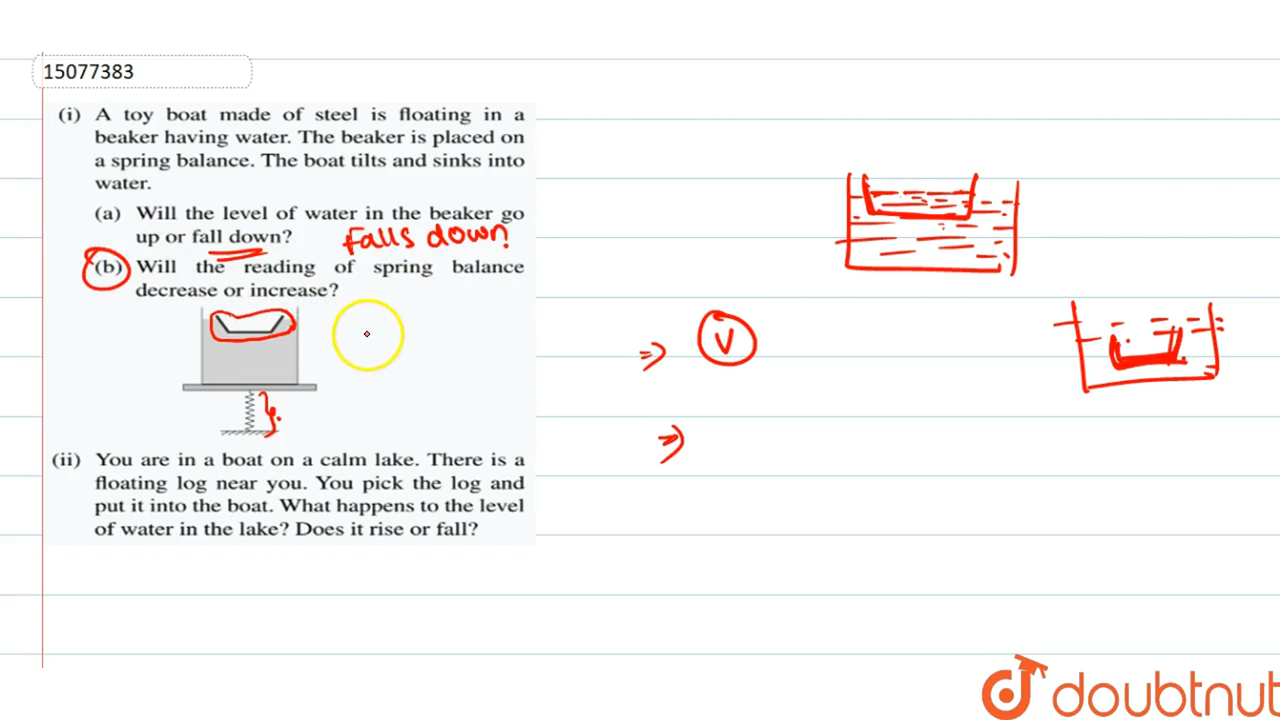 15077383
(i) A toy boat made of steel is floating in a
beaker having water. The beaker is placed on
a spring balance. The boat tilts and sinks into
water.
(a) Will the level of water in the beaker go
up or fall down?
falls down
(b) Will the reading of spring balance
decrease or increase?
V
(ii) You are in a boat on a calm lake. There is a
floating log near you. You pick the log and
put it into the boat. What happens to the level
of water in the lake? Does it rise or fall?
doubtnut